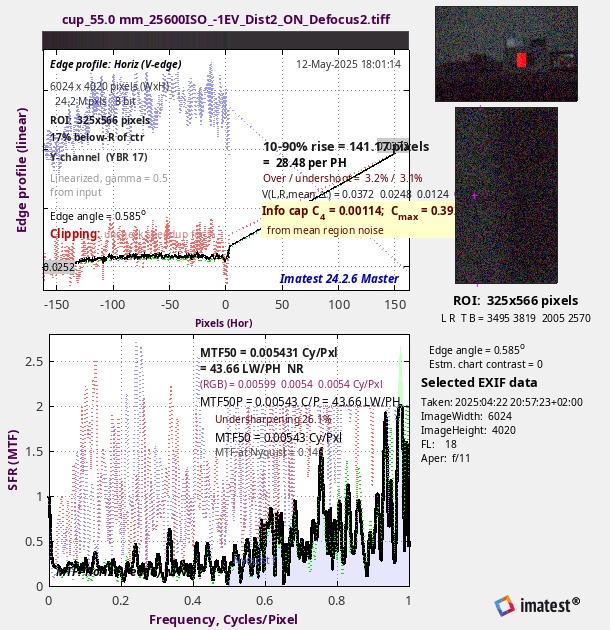 cup_55.0 mm_25600ISO_-1EV_Dist2_ON_Defocus2.tiff
Edge profile: Horiz (V-edge)
12-May-2025 18:01:14
6024 x 4020 pixels (WxH)
24.2 Mpxls 8 bit
ROI: 325x566 pixels
17% below-R of ctr
Y-channel (YBR 17)
Linearized, gamma = 0.5
from input
Edge angle = 0.585º
Clipping:
10-90% rise = 141.17 pixels
= 28.48 per PH
Over / undershoot = 3.2% / 3.1%
V(L,R,mean,Δ) = 0.0372 0.0248 0.0124
Info cap C4 = 0.00114; Cmax = 0.39
from mean region noise
0.0252
Imatest 24.2.6 Master
Edge profile (linear)
-150 -100 -50 0 50 100 150
Pixels (Hor)
ROI: 325x566 pixels
L R T B = 3495 3819 2005 2570
Edge angle = 0.585º
Estm. chart contrast = 0
Selected EXIF data
Taken: 2025:04:22 20:57:23+02:00
ImageWidth: 6024
ImageHeight: 4020
FL: 18
Aper: f/11
MTF50 = 0.005431 Cy/Pxl
= 43.66 LW/PH NR
(RGB) = 0.00599 0.0054 0.0054 Cy/Pxl
MTF50P = 0.00543 C/P = 43.66 LW/PH
Undersharpening 26.1%
MTF50 = 0.00543 Cy/Pxl
MTF at Nyquist = 0.14
SFR (MTF)
2.5
2
1.5
1
0.5
0
0 0.2 0.4 0.6 0.8 1
Frequency, Cycles/Pixel
imatest®